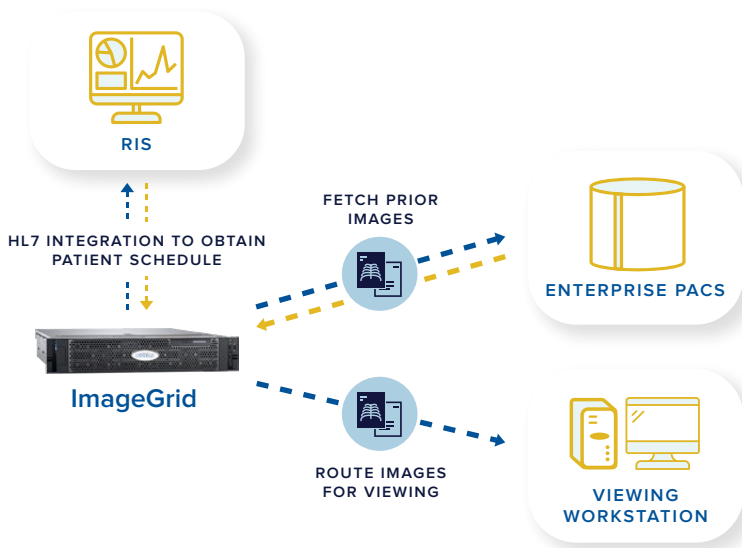 RIS
HL7 INTEGRATION TO OBTAIN
PATIENT SCHEDULE
FETCH PRIOR
IMAGES
ENTERPRISE PACS
ImageGrid
ROUTE IMAGES
FOR VIEWING
VIEWING
WORKSTATION